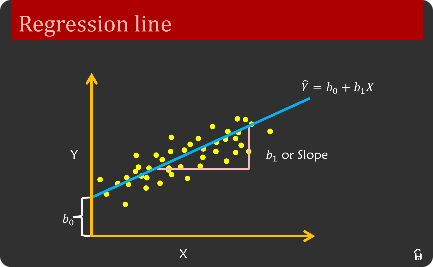 Regression line
Ŷ = b₀ + b₁X
Y
b₁ or Slope
b₀
X